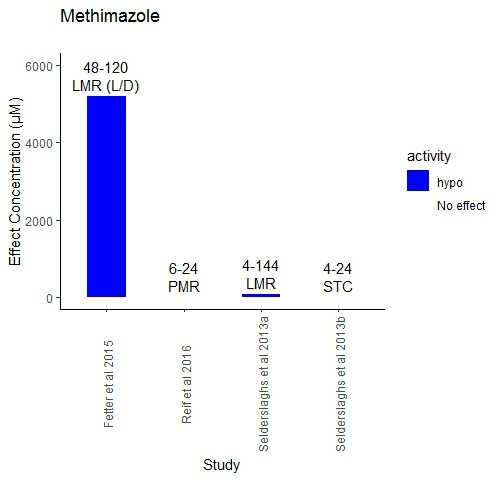 Methimazole
Effect Concentration (µM)
6000
4000
2000
0
48-120
LMR (L/D)
6-24
PMR
4-144
LMR
4-24
STC
Fetter et al 2015
Reif et al 2016
Selderslaghs et al 2013a
Selderslaghs et al 2013b
Study
activity
hypo
No effect